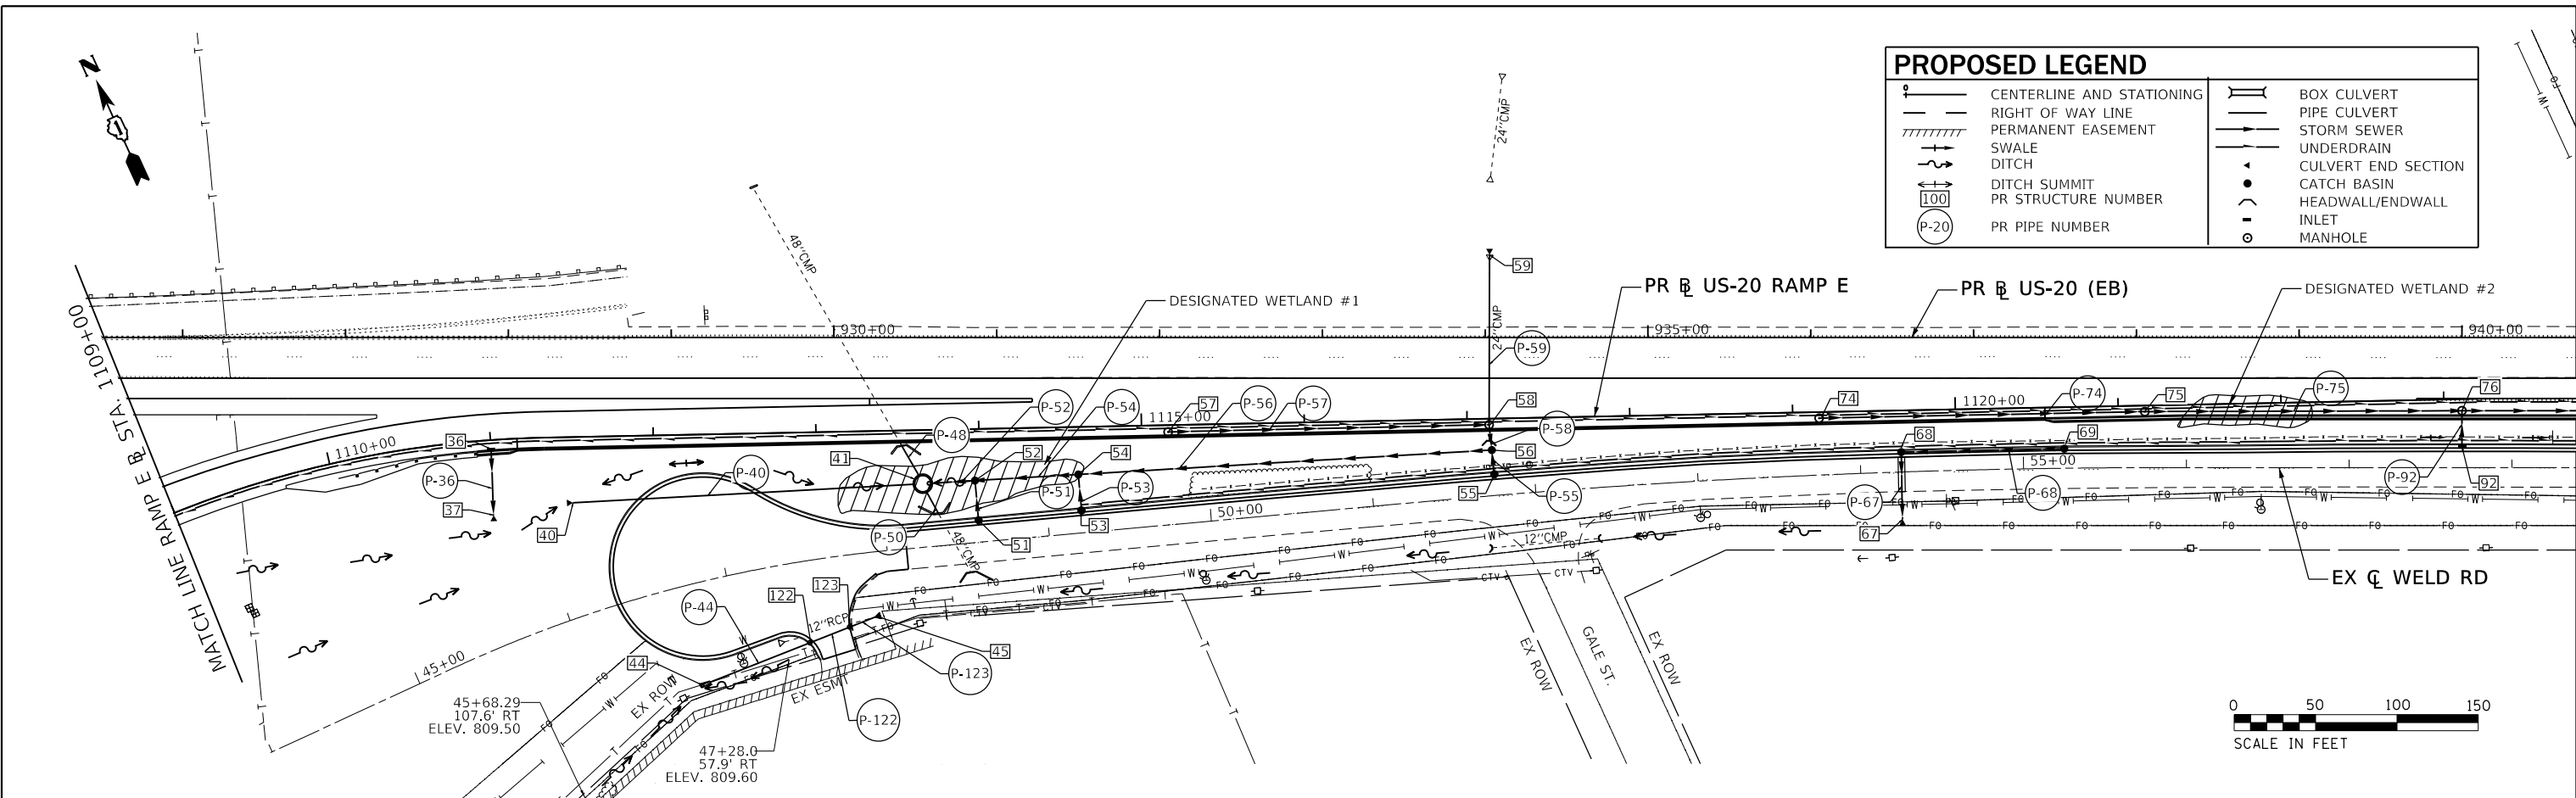 N
PROPOSED LEGEND
CENTERLINE AND STATIONING
RIGHT OF WAY LINE
PERMANENT EASEMENT
SWALE
DITCH
DITCH SUMMIT
100 PR STRUCTURE NUMBER
P-20 PR PIPE NUMBER
BOX CULVERT
PIPE CULVERT
STORM SEWER
UNDERDRAIN
CULVERT END SECTION
CATCH BASIN
HEADWALL/ENDWALL
INLET
MANHOLE
24"CMP
48"CMP
59
PR BL US-20 RAMP E
PR BL US-20 (EB)
DESIGNATED WETLAND #2
DESIGNATED WETLAND #1
MATCH LINE RAMP E BL STA. 1109+00
930+00
935+00
940+00
24"CMP
P-59
P-52
P-54
57
P-56
P-57
58
74
P-74
75
P-75
76
1110+00
1115+00
1120+00
36
P-48
P-58
41
52
54
56
68
69
P-36
P-40
P-51
P-53
55
P-55
55+00
P-67
P-68
P-92
92
37
40
P-50
51
53
50+00
67
48"CMP
12"CMP
FO
W
T
CTV
EX CL WELD RD
122
123
P-44
12"RCP
45
P-123
44
45+00
EX ROW
EX ESMT
P-122
EX ROW
GALE ST.
EX ROW
45+68.29
107.6' RT
ELEV. 809.50
47+28.0
57.9' RT
ELEV. 809.60
0 50 100 150
SCALE IN FEET